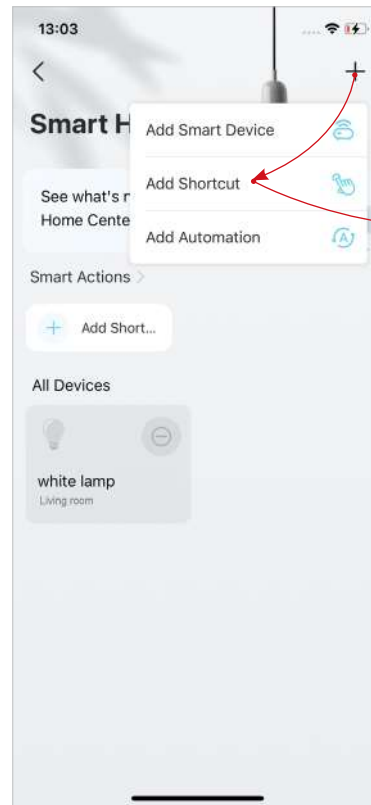 13:03
Smart H
Add Smart Device
Add Shortcut
Add Automation
See what's n
Home Cente
Smart Actions >
+ Add Short...
All Devices
white lamp
Living room